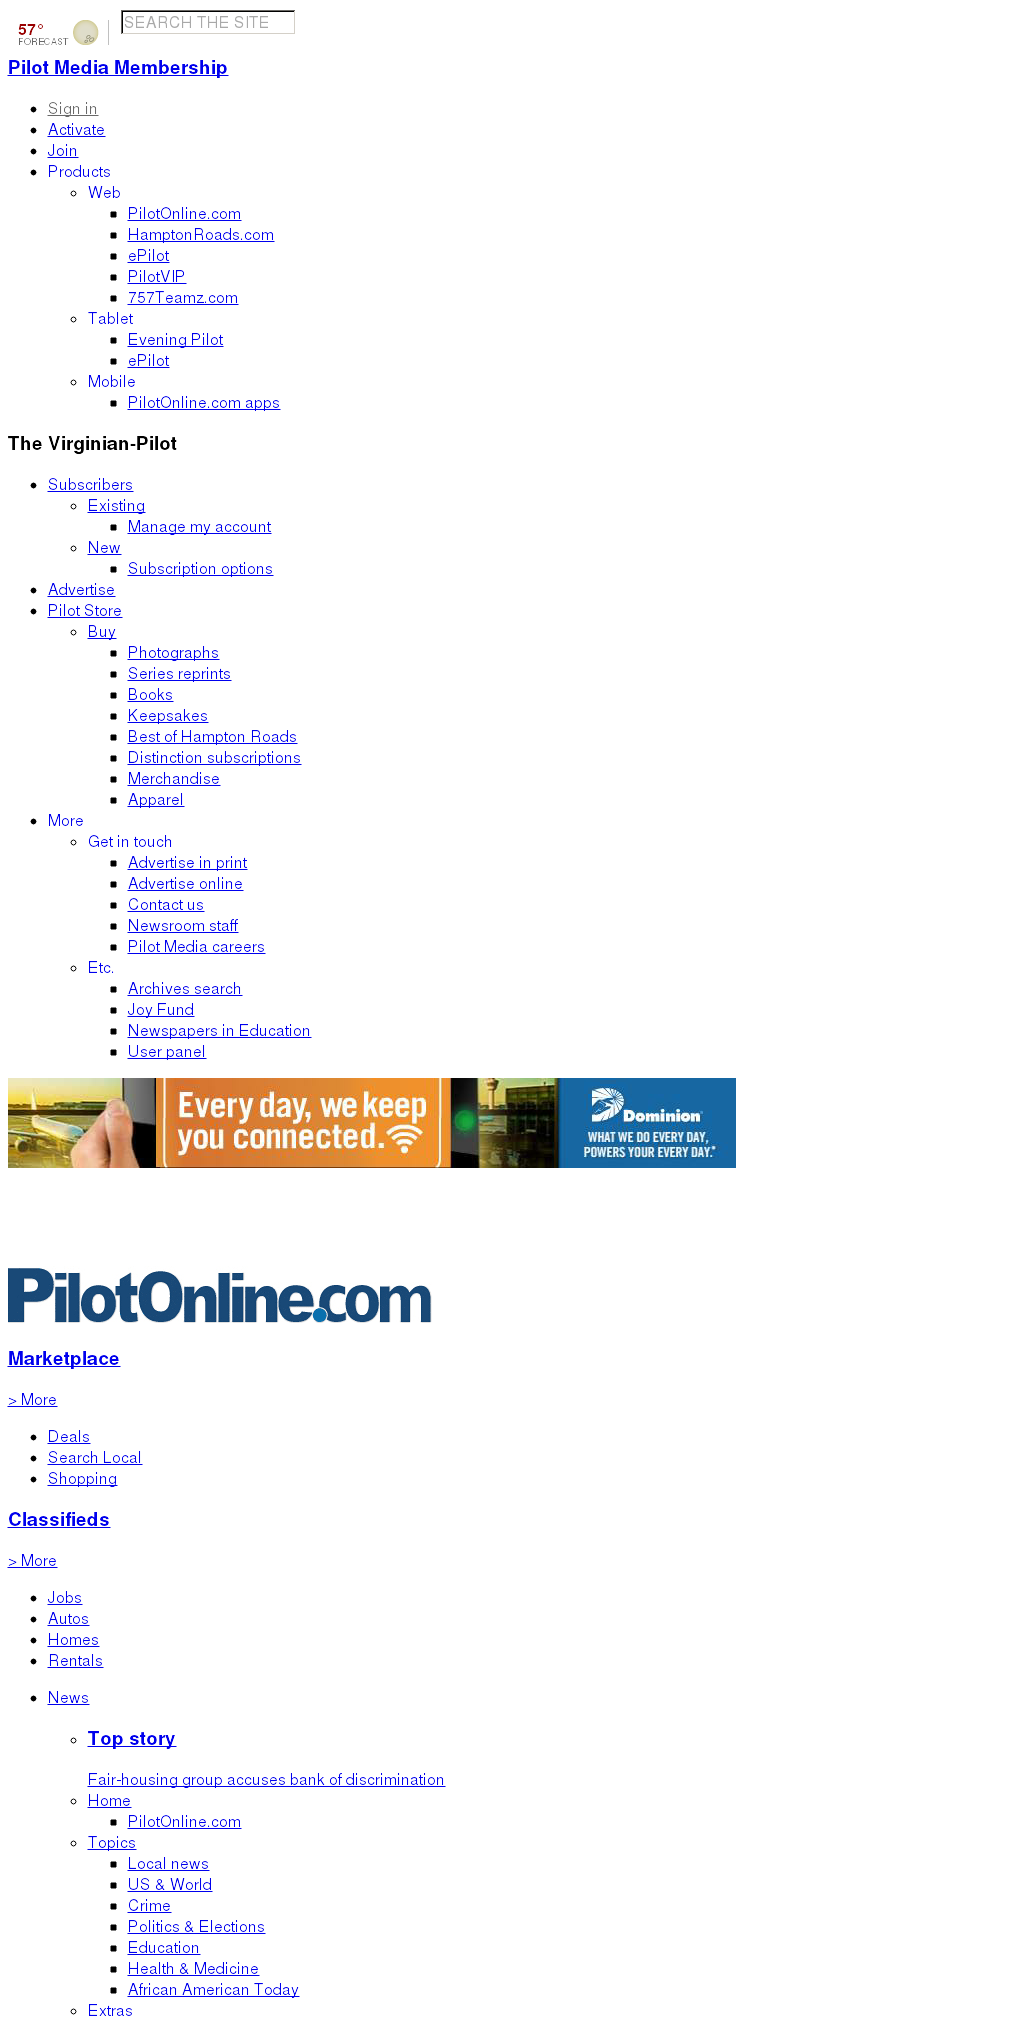 57°
FORECAST
SEARCH THE SITE
Pilot Media Membership
Sign in
Activate
Join
Products
Web
PilotOnline.com
HamptonRoads.com
ePilot
PilotVIP
757Teamz.com
Tablet
Evening Pilot
ePilot
Mobile
PilotOnline.com apps
The Virginian-Pilot
Subscribers
Existing
Manage my account
New
Subscription options
Advertise
Pilot Store
Buy
Photographs
Series reprints
Books
Keepsakes
Best of Hampton Roads
Distinction subscriptions
Merchandise
Apparel
More
Get in touch
Advertise in print
Advertise online
Contact us
Newsroom staff
Pilot Media careers
Etc.
Archives search
Joy Fund
Newspapers in Education
User panel
Every day, we keep
you connected.
Dominion®
WHAT WE DO EVERY DAY,
POWERS YOUR EVERY DAY.®
PilotOnline.com
Marketplace
> More
Deals
Search Local
Shopping
Classifieds
> More
Jobs
Autos
Homes
Rentals
News
Top story
Fair-housing group accuses bank of discrimination
Home
PilotOnline.com
Topics
Local news
US & World
Crime
Politics & Elections
Education
Health & Medicine
African American Today
Extras